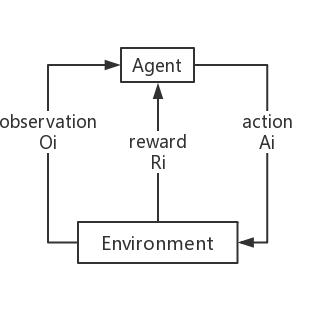 Agent
observation
Oi
reward
Ri
action
Ai
Environment